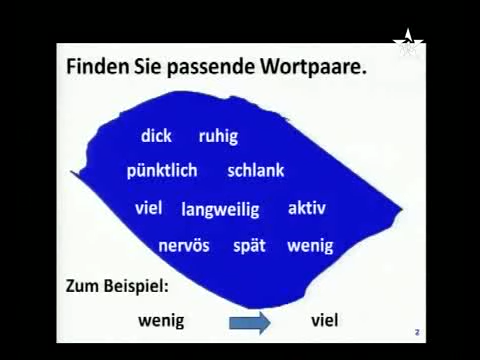 Finden Sie passende Wortpaare.
dick ruhig
pünktlich schlank
viel langweilig aktiv
nervös spät wenig
Zum Beispiel:
wenig viel
2